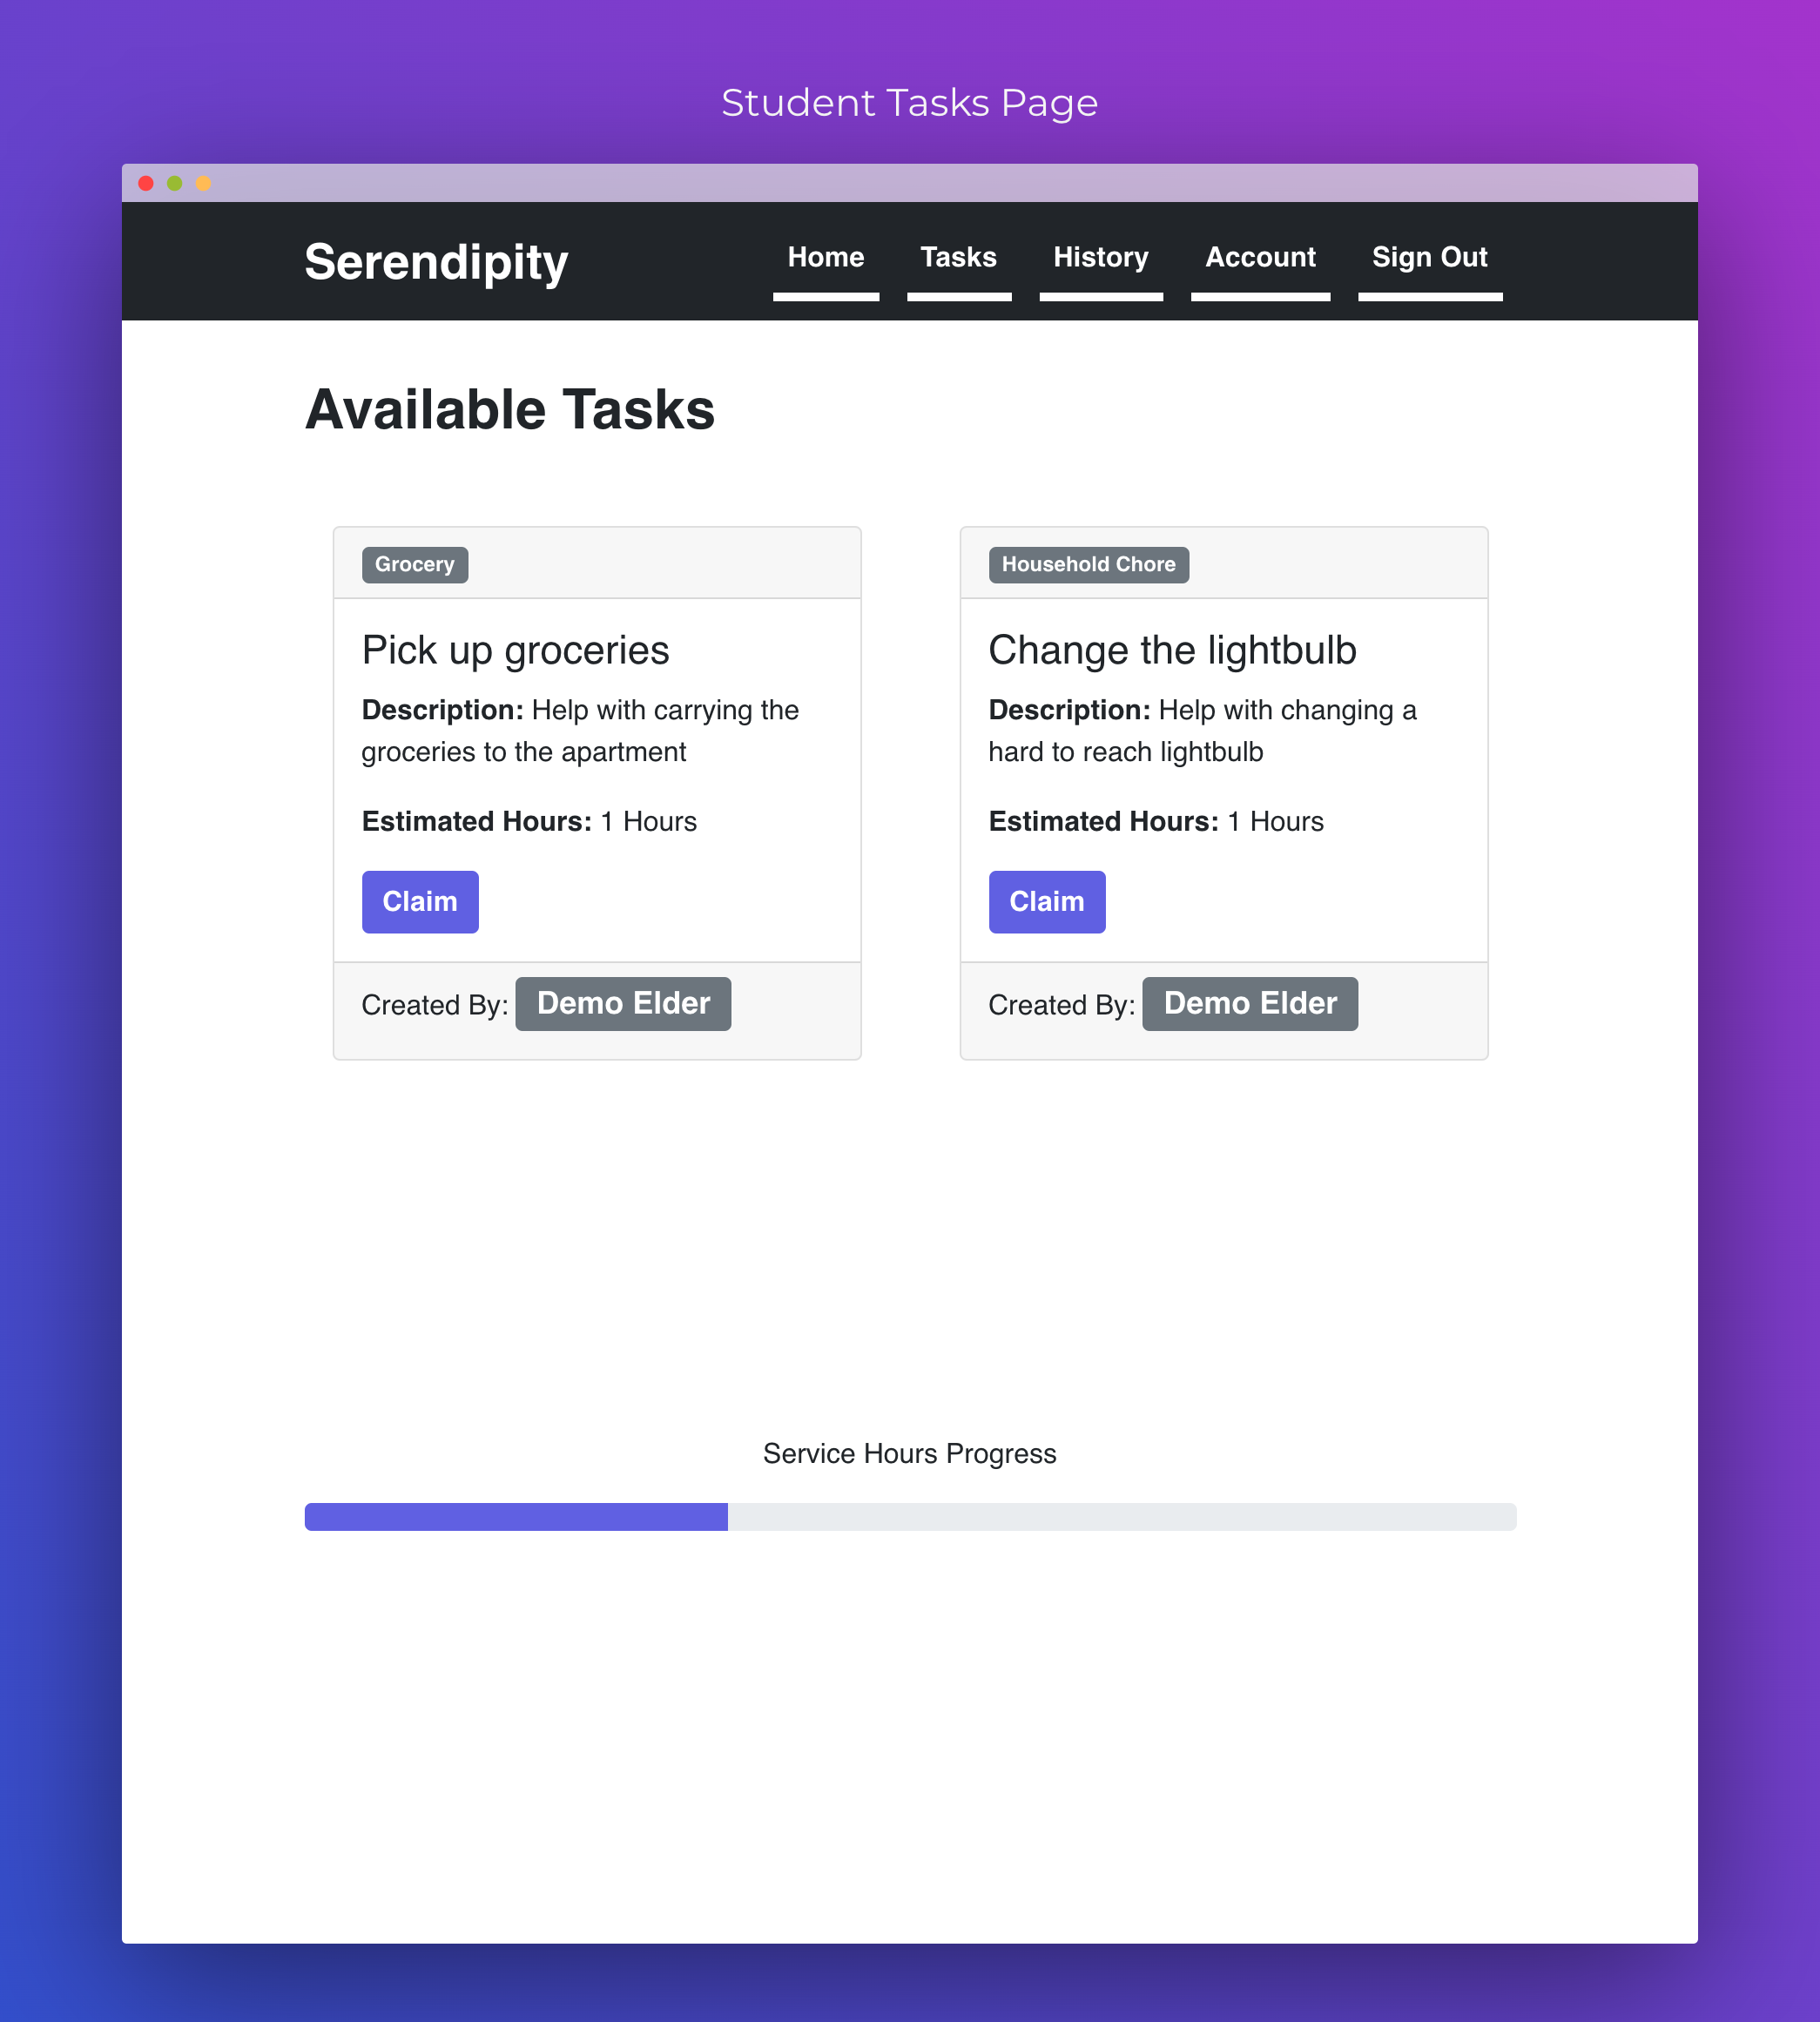 Student Tasks Page
Serendipity
Home Tasks History Account Sign Out
Available Tasks
Grocery
Pick up groceries
Description: Help with carrying the
groceries to the apartment
Estimated Hours: 1 Hours
Claim
Created By: Demo Elder
Household Chore
Change the lightbulb
Description: Help with changing a
hard to reach lightbulb
Estimated Hours: 1 Hours
Claim
Created By: Demo Elder
Service Hours Progress